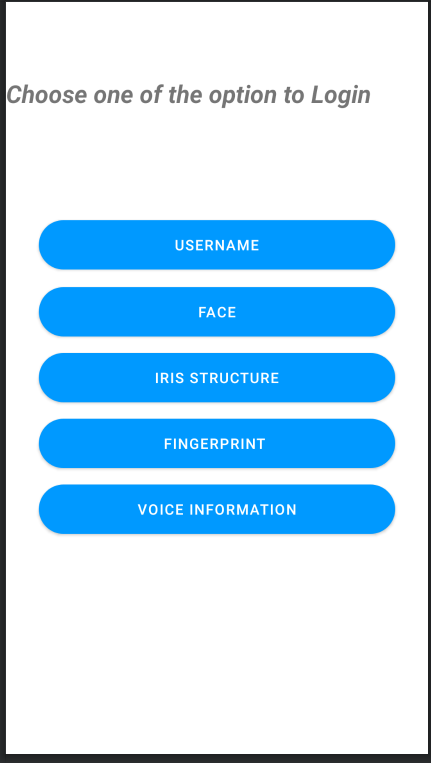 Choose one of the option to Login
USERNAME
FACE
IRIS STRUCTURE
FINGERPRINT
VOICE INFORMATION